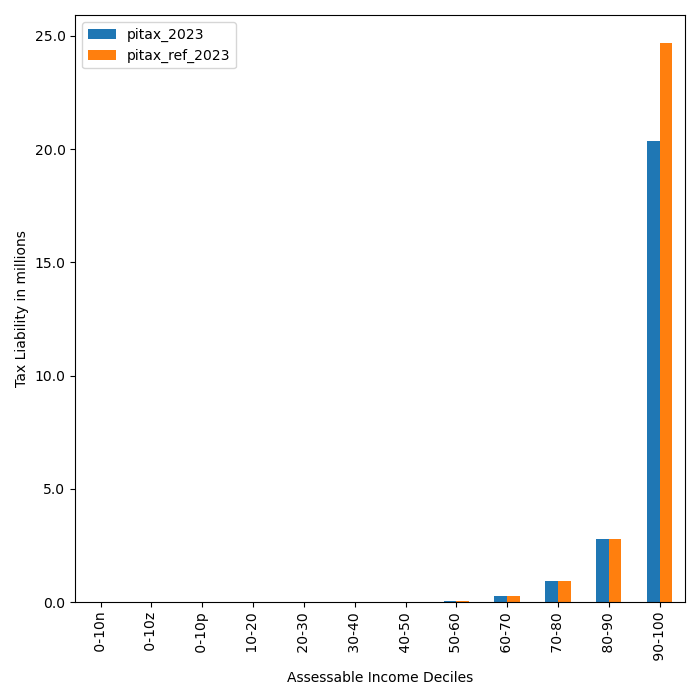 pitax_2023
pitax_ref_2023
25.0
20.0
15.0
10.0
5.0
0.0
Tax Liability in millions
0-10n
0-10z
0-10p
10-20
20-30
30-40
40-50
50-60
60-70
70-80
80-90
90-100
Assessable Income Deciles